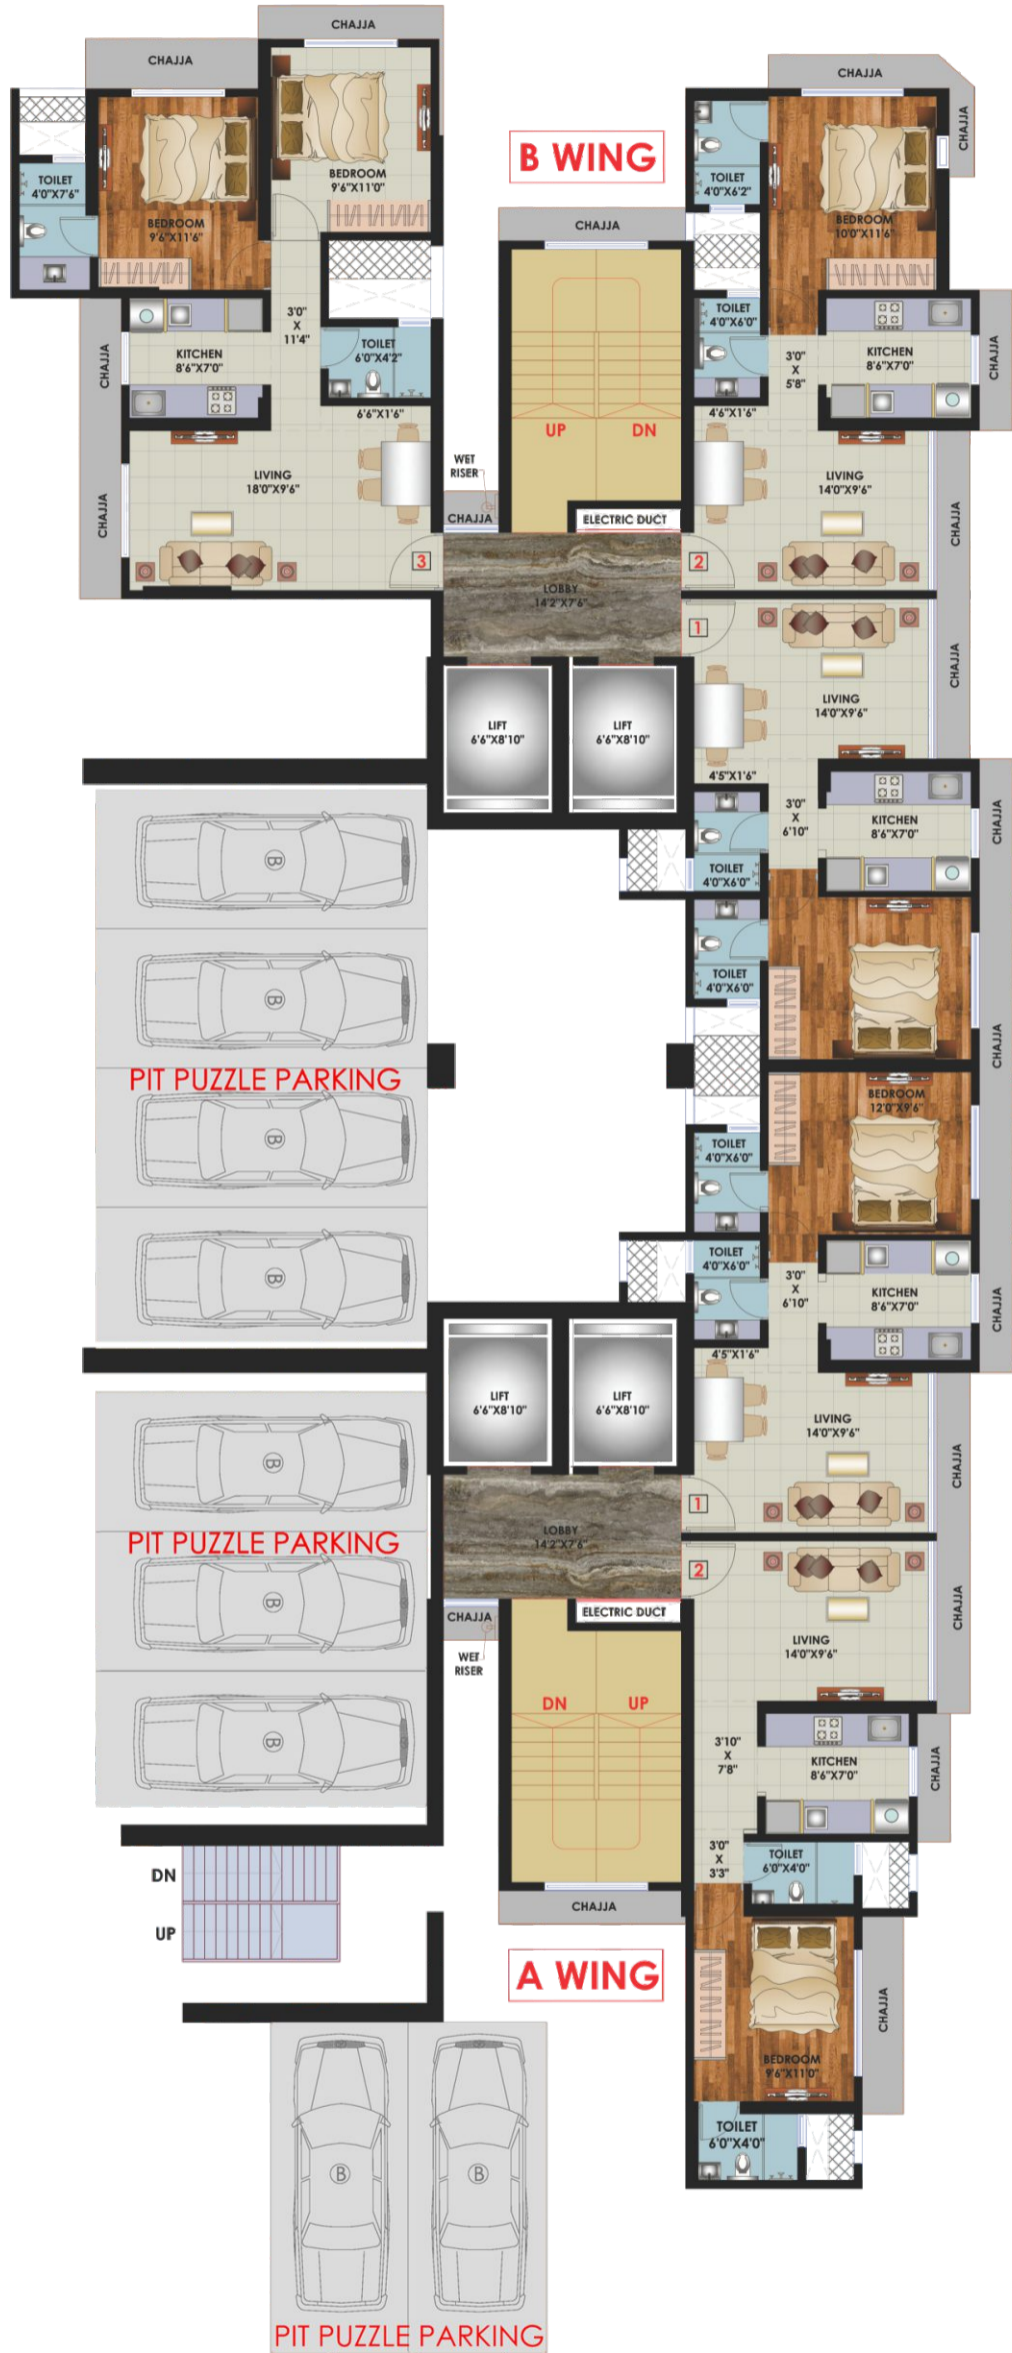 CHAJJA
CHAJJA
CHAJJA
CHAJJA
B WING
TOILET
4'0"X7'6"
BEDROOM
9'6"X11'6"
BEDROOM
9'6"X11'0"
TOILET
4'0"X6'2"
BEDROOM
10'0"X11'6"
CHAJJA
CHAJJA
3'0"
X
11'4"
KITCHEN
8'6"X7'0"
TOILET
6'0"X4'2"
6'6"X1'6"
TOILET
4'0"X6'0"
3'0"
X
5'8"
KITCHEN
8'6"X7'0"
CHAJJA
4'6"X1'6"
UP
DN
WET
RISER
CHAJJA
LIVING
18'0"X9'6"
CHAJJA
ELECTRIC DUCT
LIVING
14'0"X9'6"
CHAJJA
3
2
LOBBY
14'2"X7'6"
1
LIFT
6'6"X8'10"
LIFT
6'6"X8'10"
LIVING
14'0"X9'6"
CHAJJA
4'5"X1'6"
3'0"
X
6'10"
KITCHEN
8'6"X7'0"
CHAJJA
TOILET
4'0"X6'0"
TOILET
4'0"X6'0"
B
B
PIT PUZZLE PARKING
B
B
CHAJJA
BEDROOM
12'0"X9'6"
TOILET
4'0"X6'0"
TOILET
4'0"X6'0"
3'0"
X
6'10"
KITCHEN
8'6"X7'0"
CHAJJA
4'5"X1'6"
LIFT
6'6"X8'10"
LIFT
6'6"X8'10"
LIVING
14'0"X9'6"
CHAJJA
B
PIT PUZZLE PARKING
B
B
1
LOBBY
14'2"X7'6"
2
CHAJJA
ELECTRIC DUCT
WET
RISER
LIVING
14'0"X9'6"
CHAJJA
DN
UP
3'10"
X
7'8"
KITCHEN
8'6"X7'0"
CHAJJA
3'0"
X
3'3"
TOILET
6'0"X4'0"
DN
UP
CHAJJA
A WING
CHAJJA
BEDROOM
9'6"X11'0"
TOILET
6'0"X4'0"
B
B
PIT PUZZLE PARKING